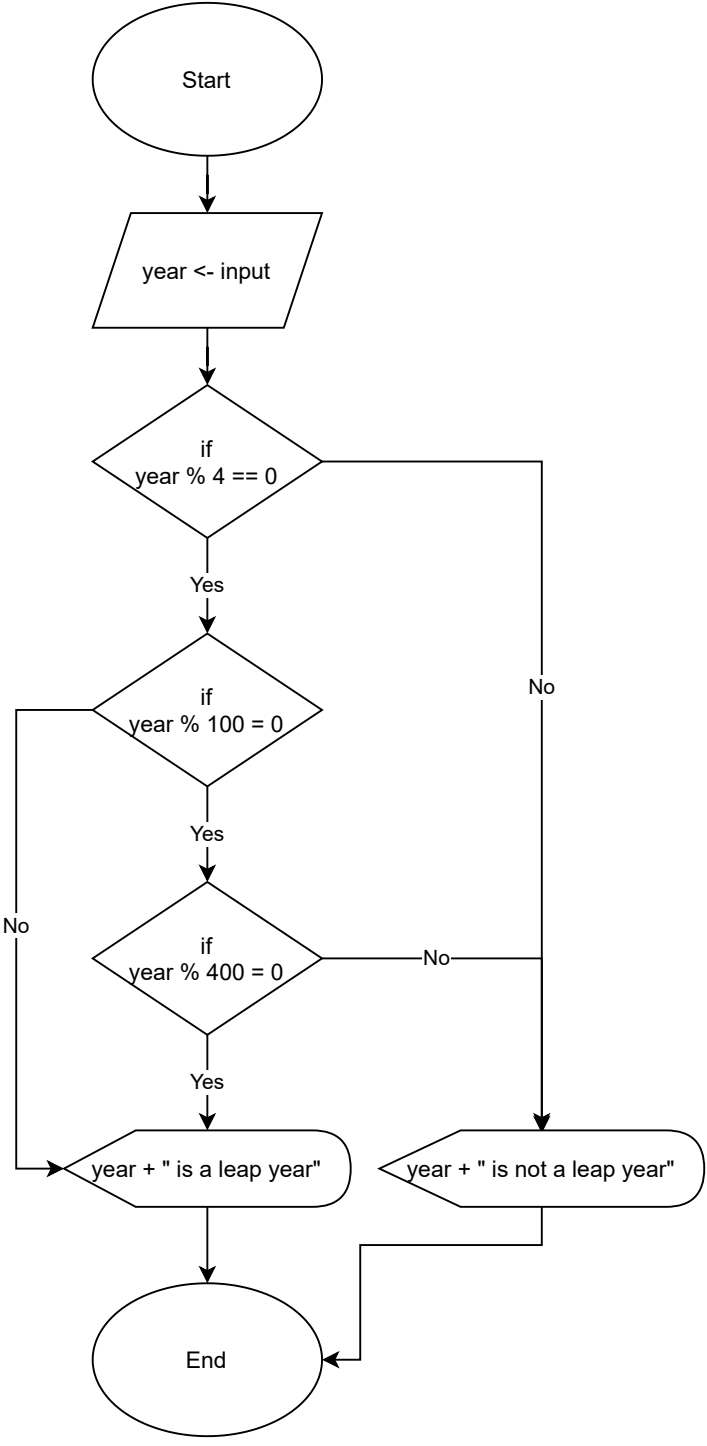 Start
year <- input
if
year % 4 == 0
Yes
No
if
year % 100 = 0
Yes
No
if
year % 400 = 0
No
Yes
year + " is a leap year"
year + " is not a leap year"
End